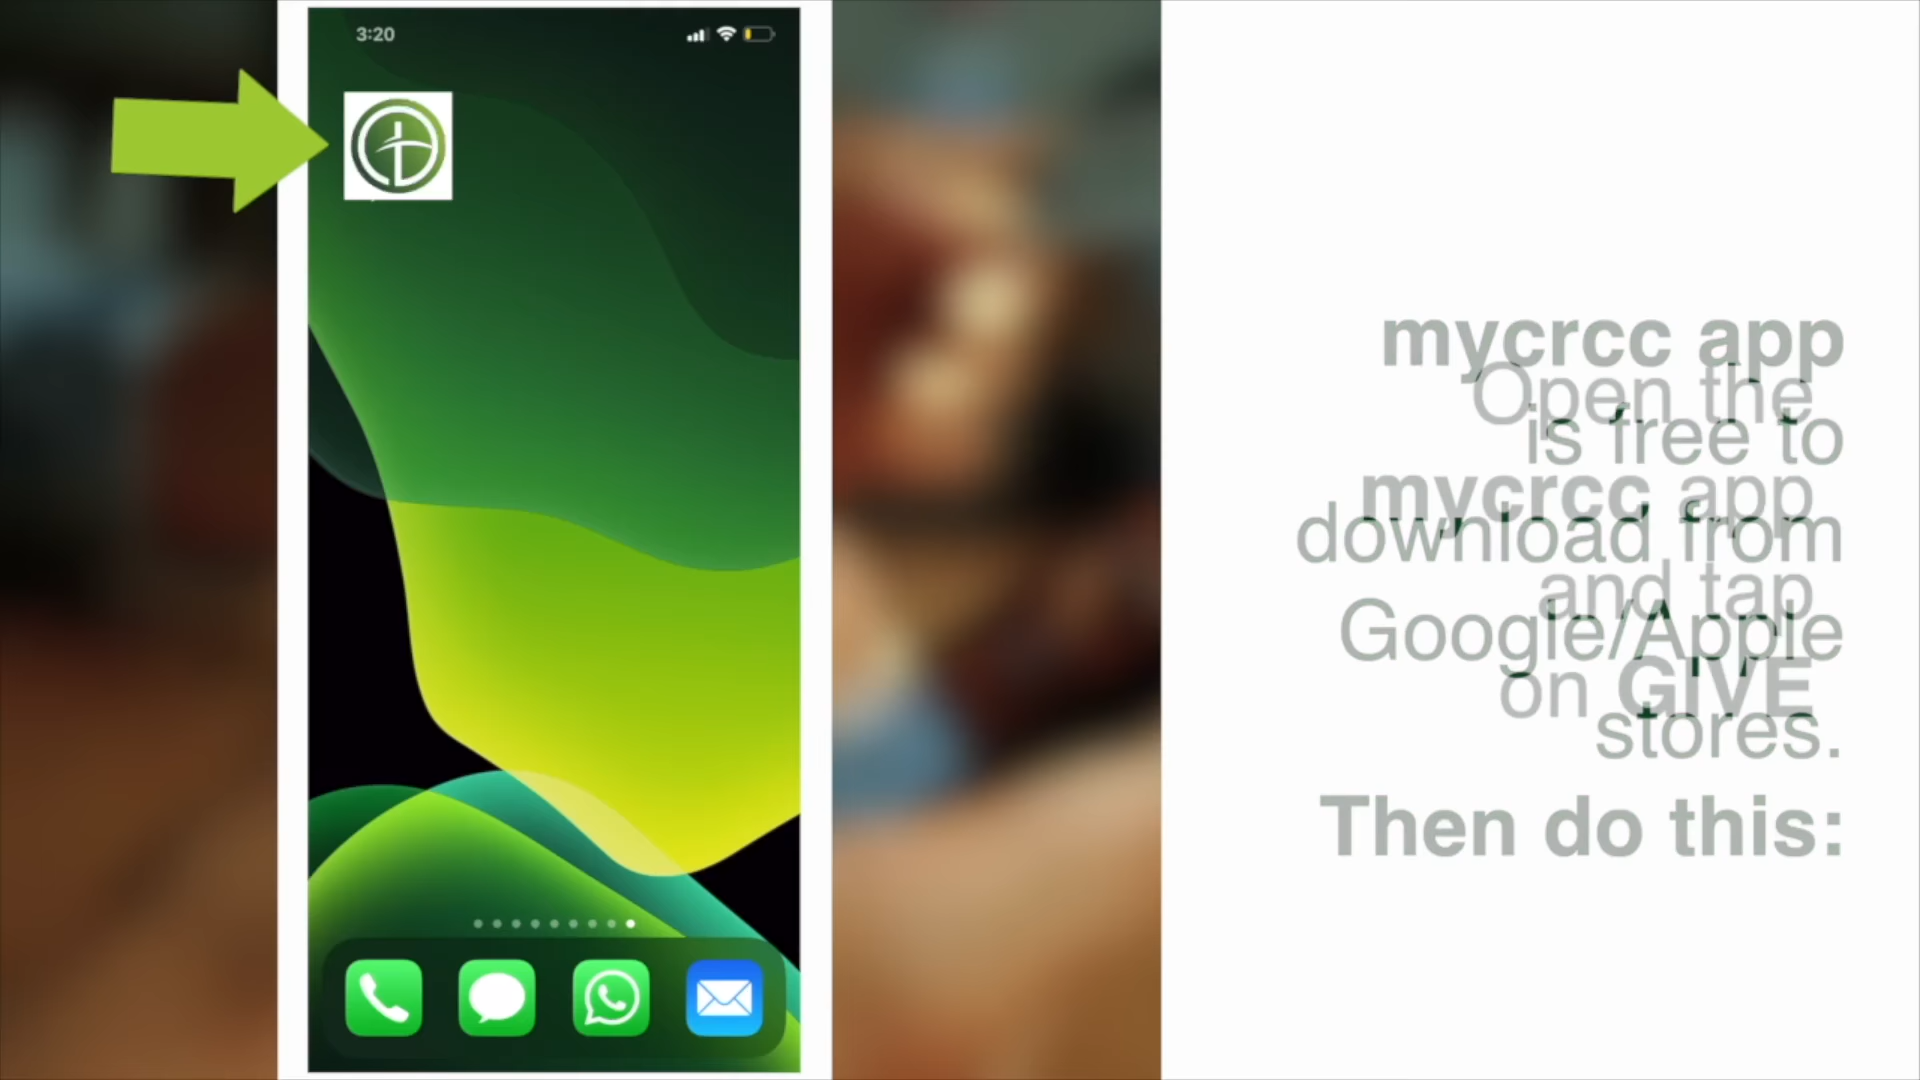 3:20
mycrcc app
is free to
download from
Google/Apple
stores.
Then do this:
Open the
mycrcc app
and tap
on GIVE